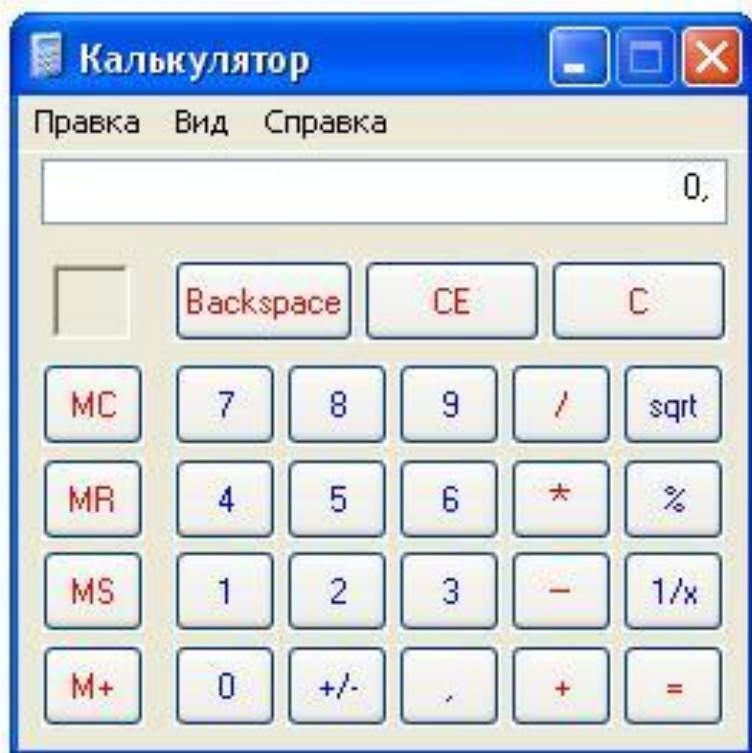 Калькулятор
Правка Вид Справка
0,
Backspace CE C
MC 7 8 9 / sqrt
MR 4 5 6 * %
MS 1 2 3 - 1/x
M+ 0 +/- , + =